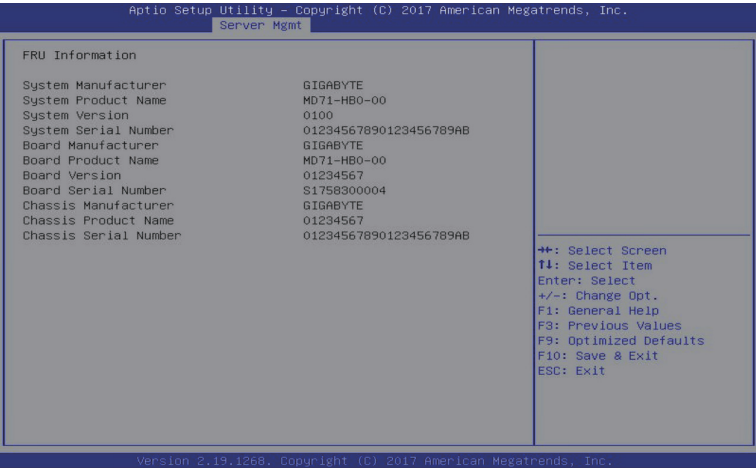 Aptio Setup Utility – Copyright (C) 2017 American Megatrends, Inc.
Server Mgmt
FRU Information
System Manufacturer GIGABYTE
System Product Name MD71-HB0-00
System Version 0100
System Serial Number 01234567890123456789AB
Board Manufacturer GIGABYTE
Board Product Name MD71-HB0-00
Board Version 01234567
Board Serial Number S1758300004
Chassis Manufacturer GIGABYTE
Chassis Product Name 01234567
Chassis Serial Number 01234567890123456789AB
→←: Select Screen
↑↓: Select Item
Enter: Select
+/-: Change Opt.
F1: General Help
F3: Previous Values
F9: Optimized Defaults
F10: Save & Exit
ESC: Exit
Version 2.19.1268. Copyright (C) 2017 American Megatrends, Inc.